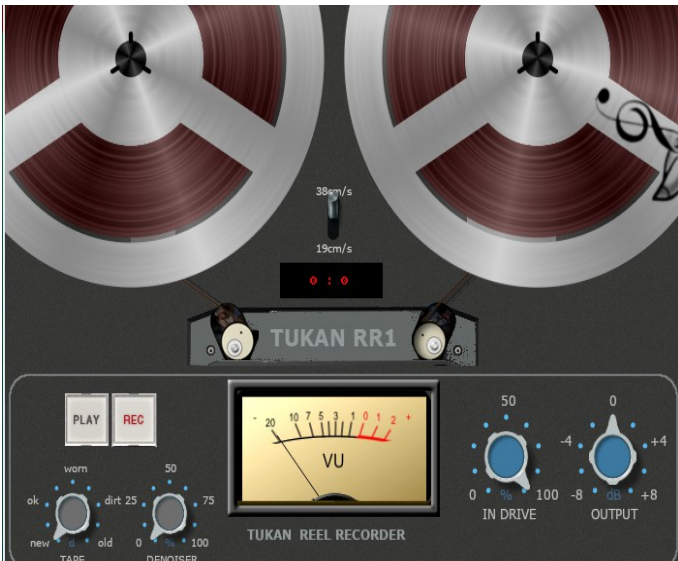 38cm/s
19cm/s
0 : 0
TUKAN RR1
PLAY REC
- 20 10 7 5 3 1 0 1 2 +
VU
TUKAN REEL RECORDER
worn
ok dirt
new d old
TAPE
50
25 75
0 % 100
DENOISER
50
0 % 100
IN DRIVE
0
-4 +4
-8 dB +8
OUTPUT